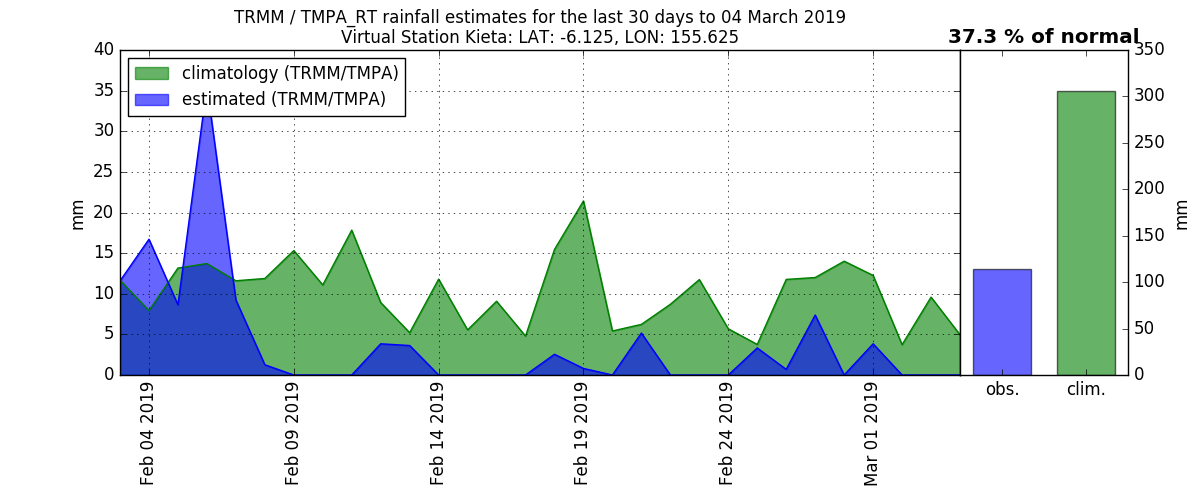 TRMM / TMPA_RT rainfall estimates for the last 30 days to 04 March 2019
Virtual Station Kieta: LAT: -6.125, LON: 155.625
37.3 % of normal
climatology (TRMM/TMPA)
estimated (TRMM/TMPA)
40
35
30
25
20
15
10
5
0
mm
Feb 04 2019
Feb 09 2019
Feb 14 2019
Feb 19 2019
Feb 24 2019
Mar 01 2019
obs.
clim.
350
300
250
200
150
100
50
0
mm